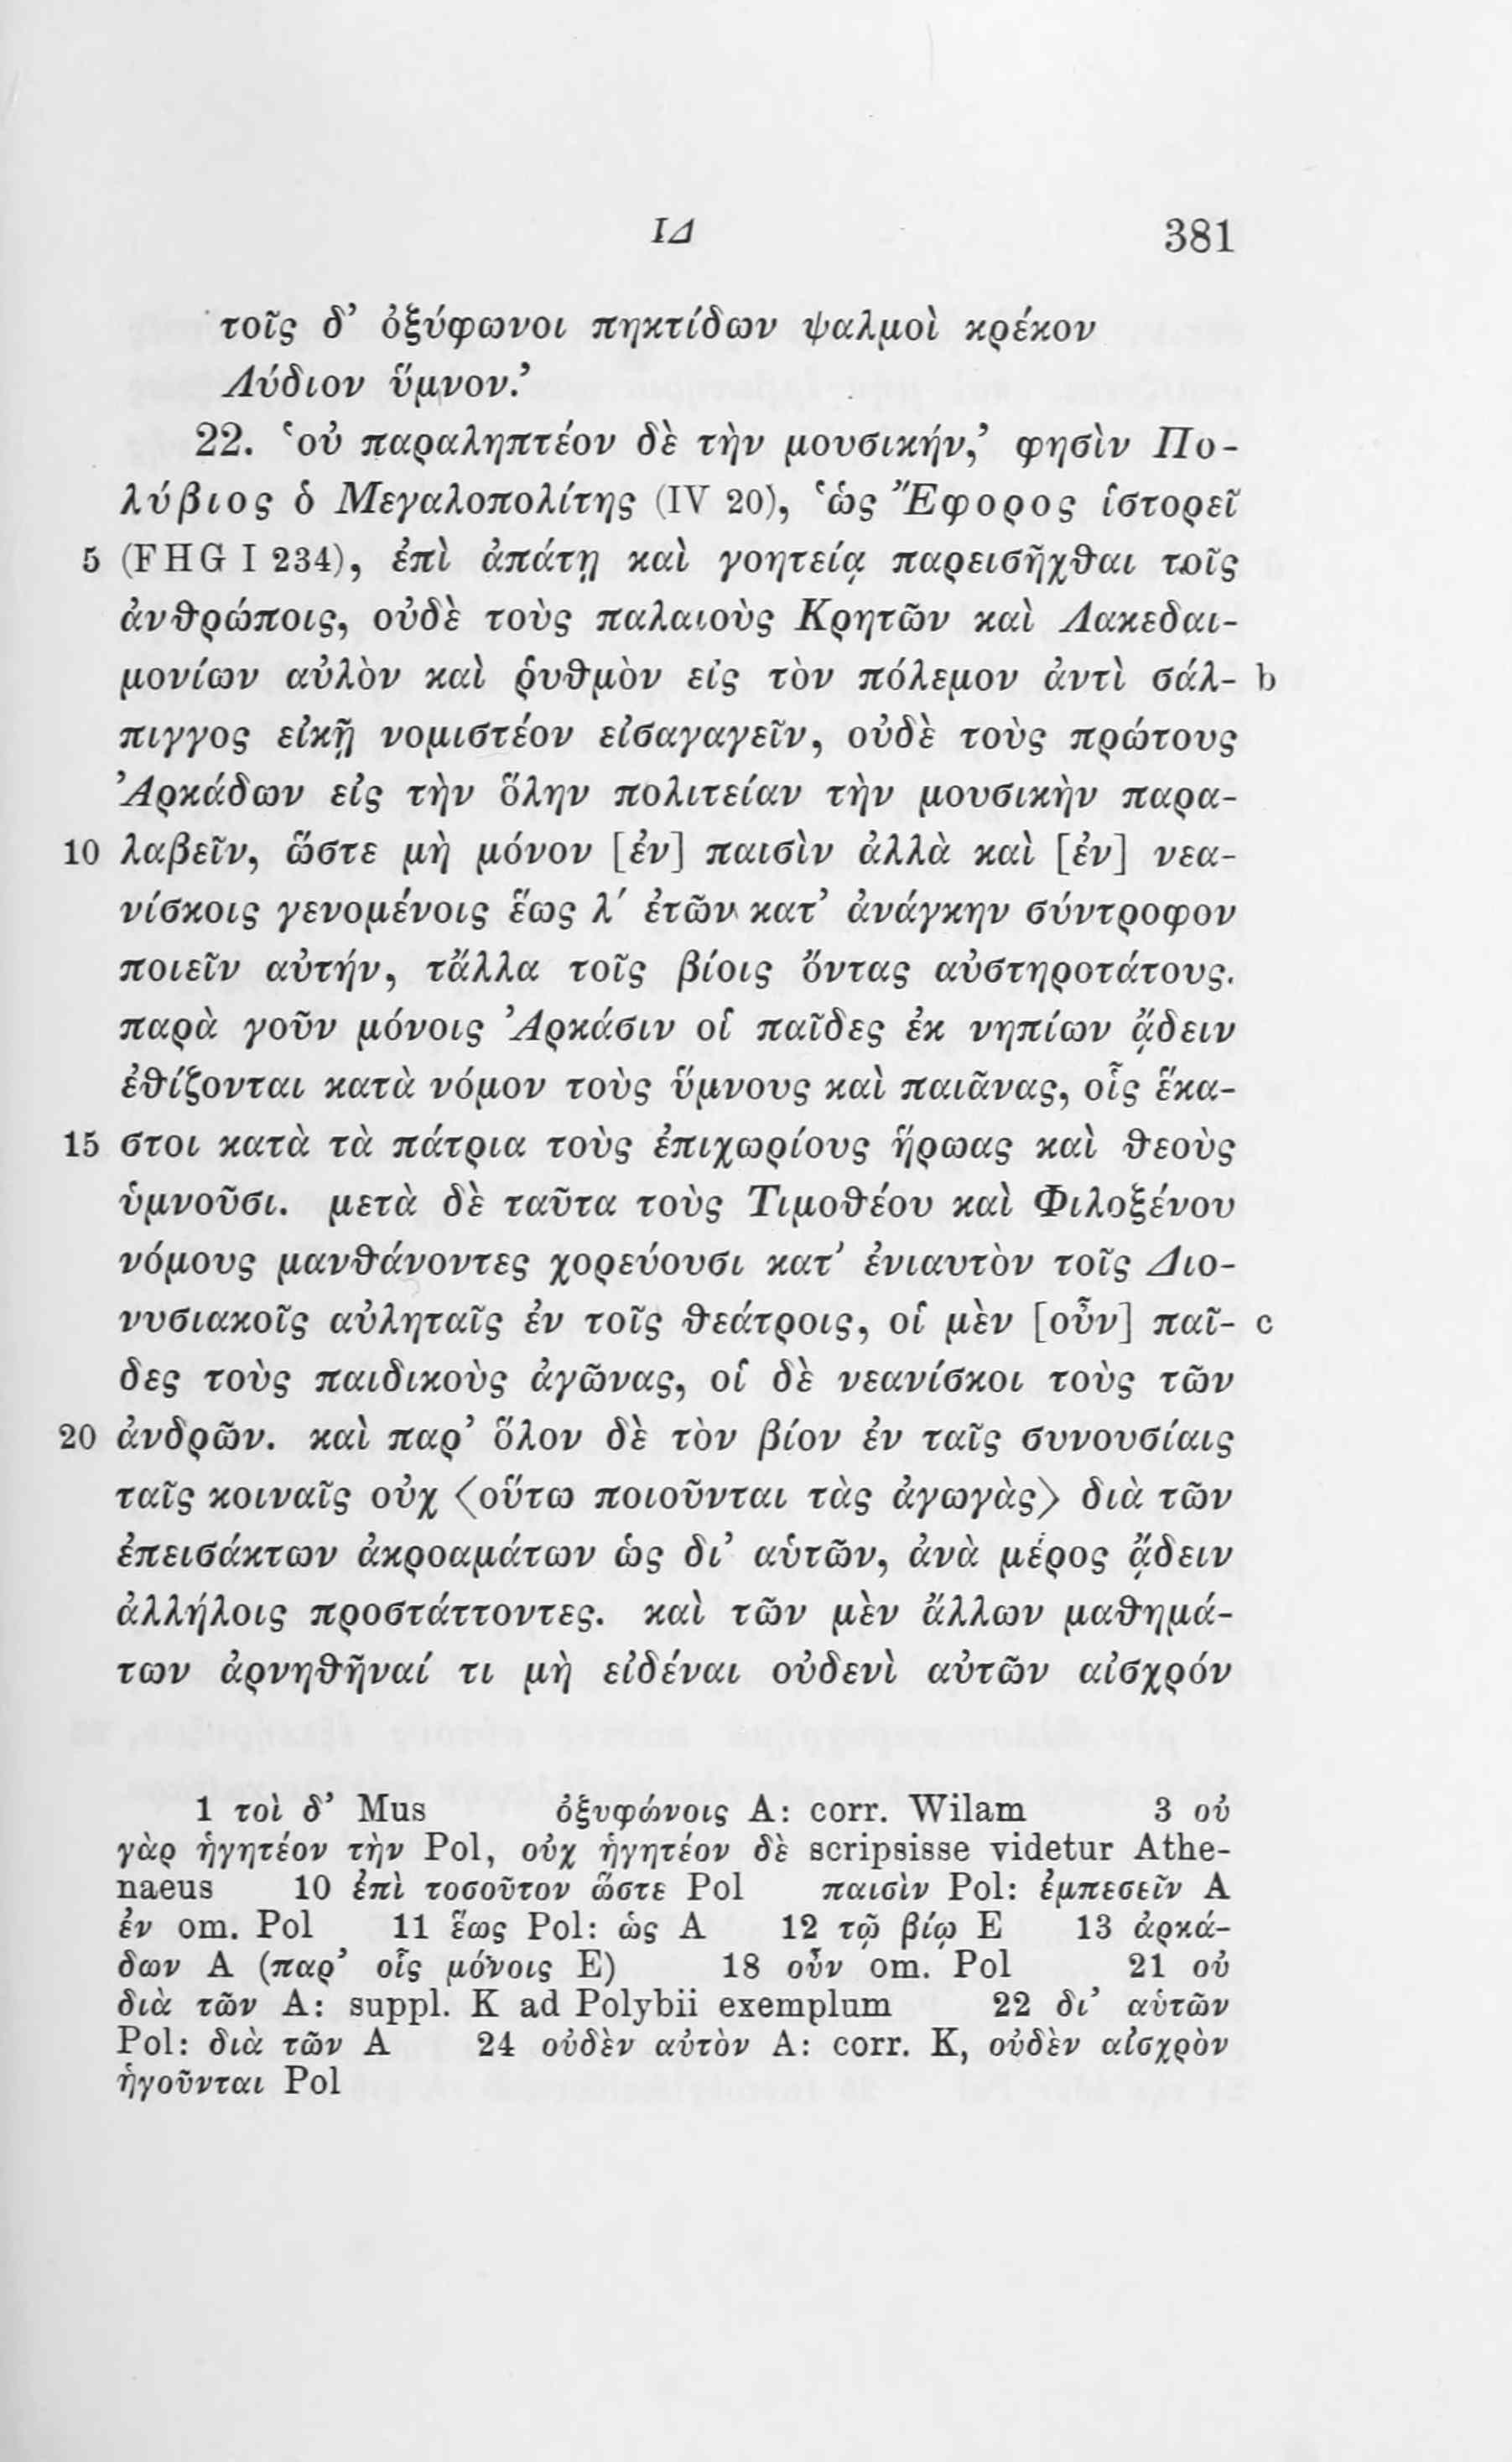 ΙΔ 381
τοῖς δ’ ὀξύφωνοι πηκτίδων ψαλμοὶ κρέκον
Λύδιον ὕμνον.’
22. ‘οὐ παραληπτέον δὲ τὴν μουσικήν,’ φησὶν Πο-
λύβιος ὁ Μεγαλοπολίτης (IV 20), ‘ὡς Ἔφορος ἱστορεῖ
5 (FHG I 234), ἐπὶ ἀπάτῃ καὶ γοητείᾳ παρεισῆχθαι τοῖς
ἀνθρώποις, οὐδὲ τοὺς παλαιοὺς Κρητῶν καὶ Λακεδαι-
μονίων αὐλὸν καὶ ῥυθμὸν εἰς τὸν πόλεμον ἀντὶ σάλ- b
πιγγος εἰκῇ νομιστέον εἰσαγαγεῖν, οὐδὲ τοὺς πρώτους
Ἀρκάδων εἰς τὴν ὅλην πολιτείαν τὴν μουσικὴν παρα-
10 λαβεῖν, ὥστε μὴ μόνον [ἐν] παισὶν ἀλλὰ καὶ [ἐν] νεα-
νίσκοις γενομένοις ἕως λ′ ἐτῶν κατ’ ἀνάγκην σύντροφον
ποιεῖν αὐτήν, τἄλλα τοῖς βίοις ὄντας αὐστηροτάτους.
παρὰ γοῦν μόνοις Ἀρκάσιν οἱ παῖδες ἐκ νηπίων ᾄδειν
ἐθίζονται κατὰ νόμον τοὺς ὕμνους καὶ παιᾶνας, οἷς ἕκα-
15 στοι κατὰ τὰ πάτρια τοὺς ἐπιχωρίους ἥρωας καὶ θεοὺς
ὑμνοῦσι. μετὰ δὲ ταῦτα τοὺς Τιμοθέου καὶ Φιλοξένου
νόμους μανθάνοντες χορεύουσι κατ’ ἐνιαυτὸν τοῖς Διο-
νυσιακοῖς αὐληταῖς ἐν τοῖς θεάτροις, οἱ μὲν [οὖν] παῖ- c
δες τοὺς παιδικοὺς ἀγῶνας, οἱ δὲ νεανίσκοι τοὺς τῶν
20 ἀνδρῶν. καὶ παρ’ ὅλον δὲ τὸν βίον ἐν ταῖς συνουσίαις
ταῖς κοιναῖς οὐχ ⟨οὕτω ποιοῦνται τὰς ἀγωγὰς⟩ διὰ τῶν
ἐπεισάκτων ἀκροαμάτων ὡς δι’ αὑτῶν, ἀνὰ μέρος ᾄδειν
ἀλλήλοις προστάττοντες. καὶ τῶν μὲν ἄλλων μαθημά-
των ἀρνηθῆναί τι μὴ εἰδέναι οὐδενὶ αὐτῶν αἰσχρόν
1 τοὶ δ’ Mus ὀξυφώνοις A: corr. Wilam 3 οὐ
γὰρ ἡγητέον τὴν Pol, οὐχ ἡγητέον δὲ scripsisse videtur Athe-
naeus 10 ἐπὶ τοσοῦτον ὥστε Pol παισὶν Pol: ἐμπεσεῖν A
ἐν om. Pol 11 ἕως Pol: ὡς A 12 τῷ βίῳ E 13 ἀρκά-
δων A (παρ’ οἷς μόνοις E) 18 οὖν om. Pol 21 οὐ
διὰ τῶν A: suppl. K ad Polybii exemplum 22 δι’ αὑτῶν
Pol: διὰ τῶν A 24 οὐδὲν αὐτὸν A: corr. K, οὐδὲν αἰσχρὸν
ἡγοῦνται Pol